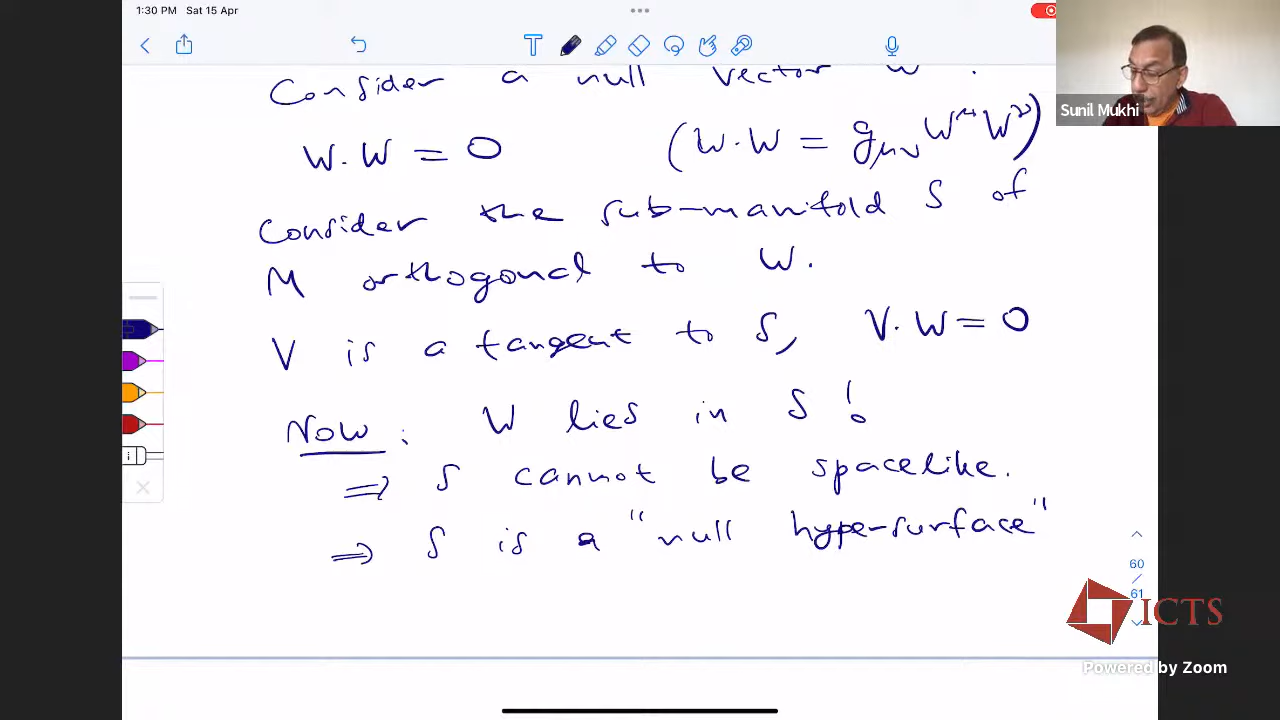 1:30 PM Sat 15 Apr
Consider a null vector W.
W.W = 0 (W.W = gμν W^μ W^ν)
Sunil Mukhi
Consider the sub-manifold S of
M orthogonal to W.
V is a tangent to S, V.W = 0
Now: W lies in S!
⇒ S cannot be spacelike.
⇒ S is a "null hyper-surface"
60
/
61
ICTS
Powered by Zoom